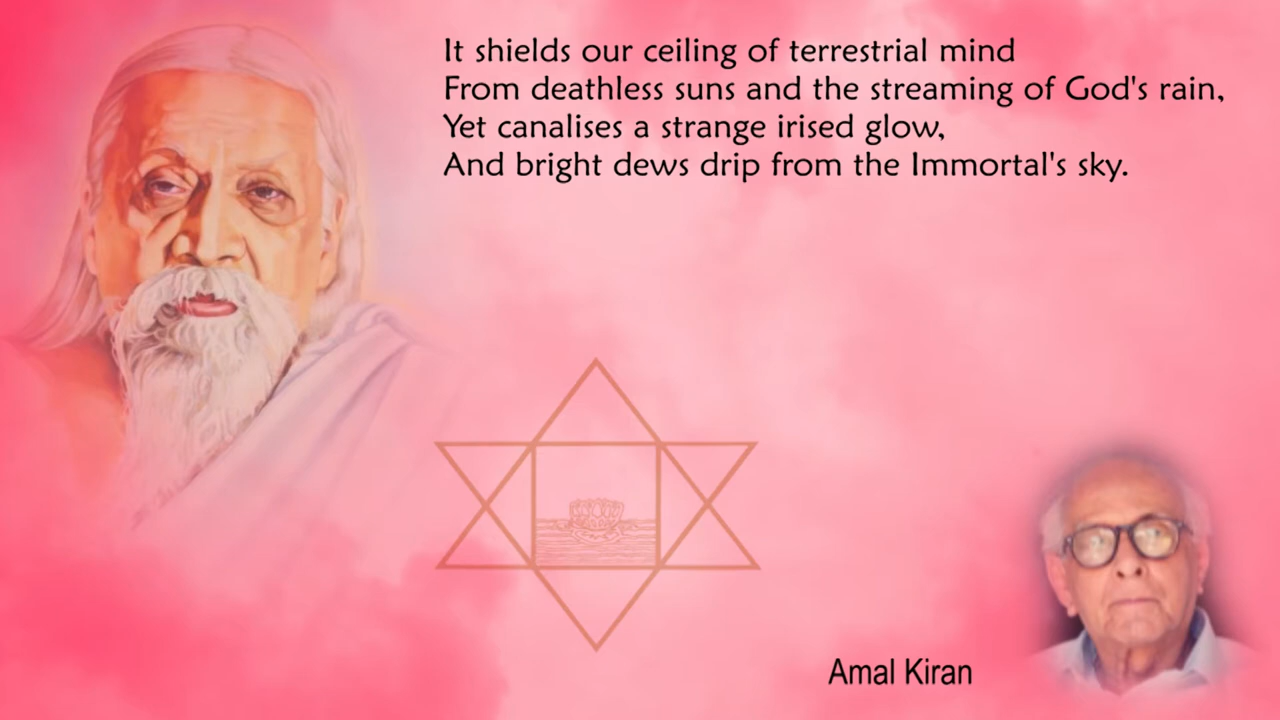 It shields our ceiling of terrestrial mind
From deathless suns and the streaming of God's rain,
Yet canalises a strange irised glow,
And bright dews drip from the Immortal's sky.
Amal Kiran